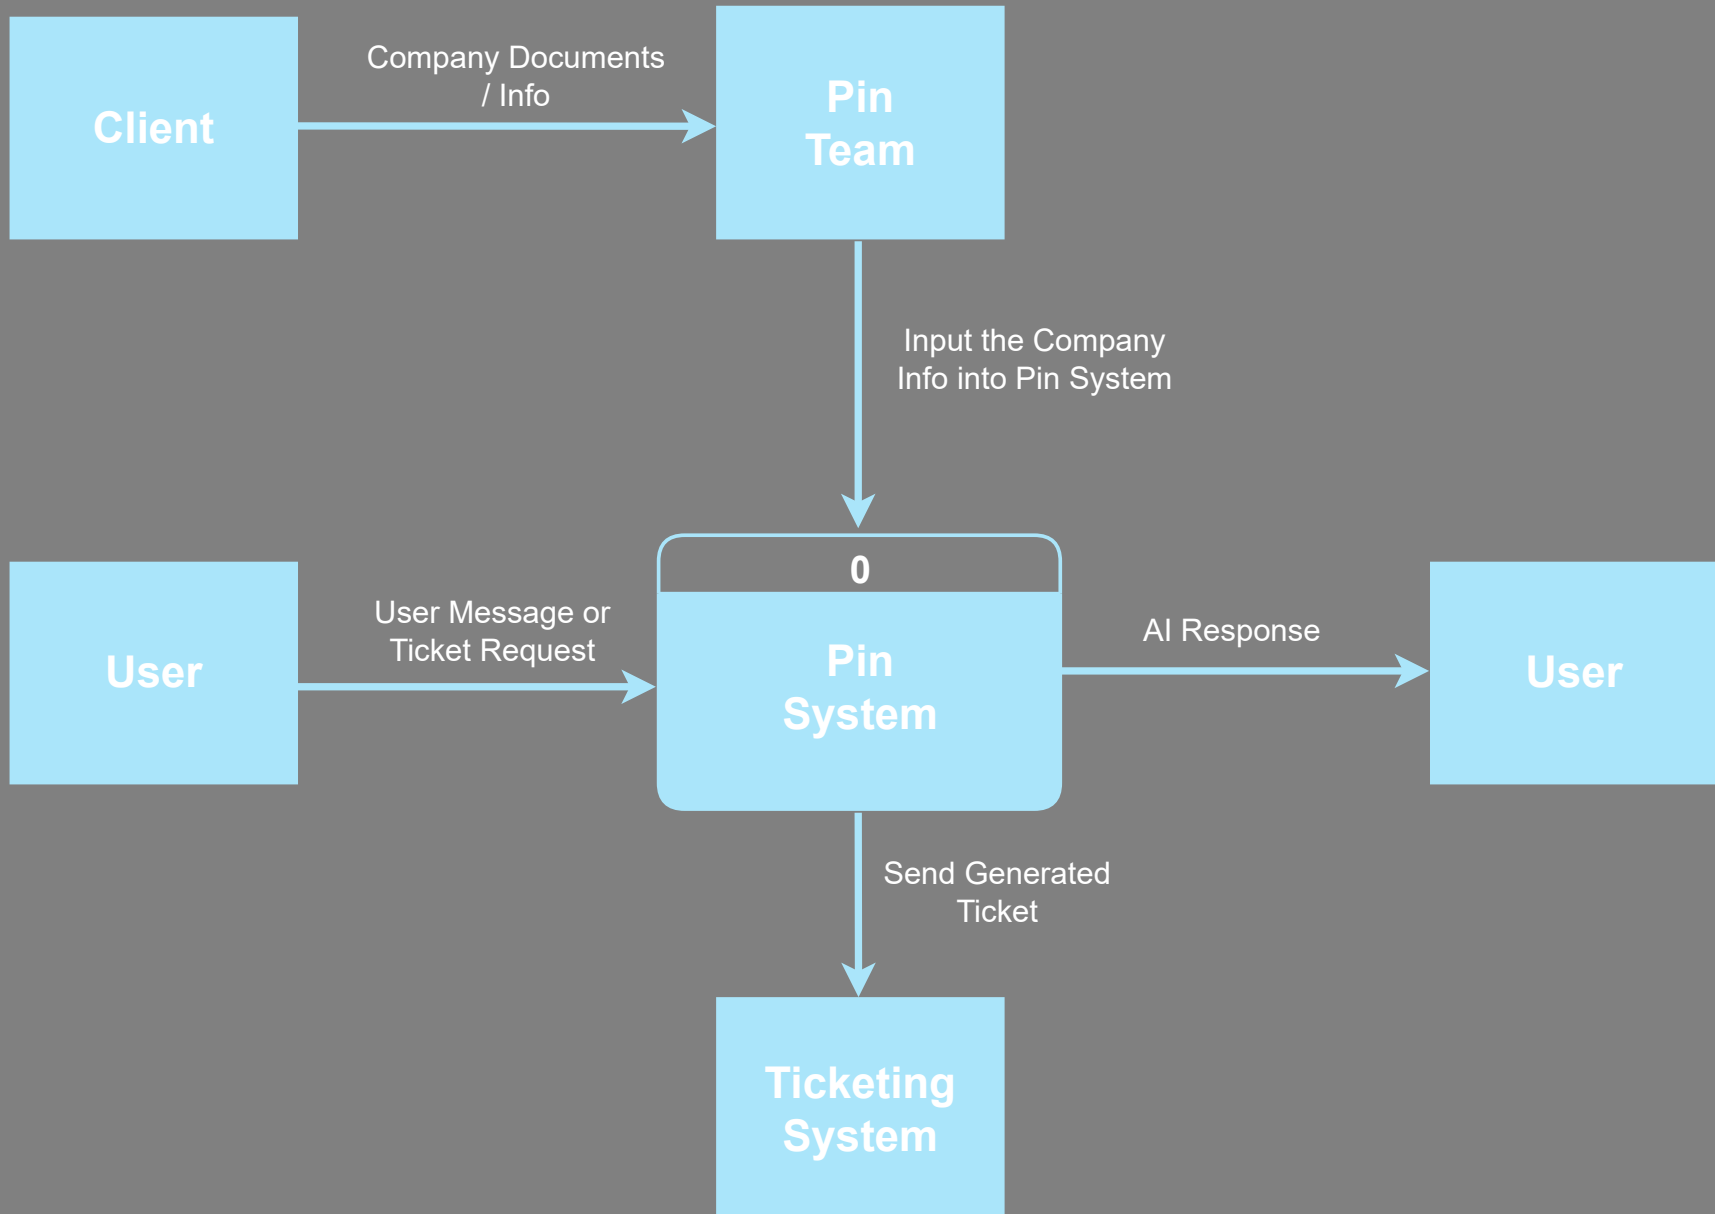 Client
Company Documents
/ Info
Pin
Team
Input the Company
Info into Pin System
User
User Message or
Ticket Request
0
Pin
System
AI Response
User
Send Generated
Ticket
Ticketing
System